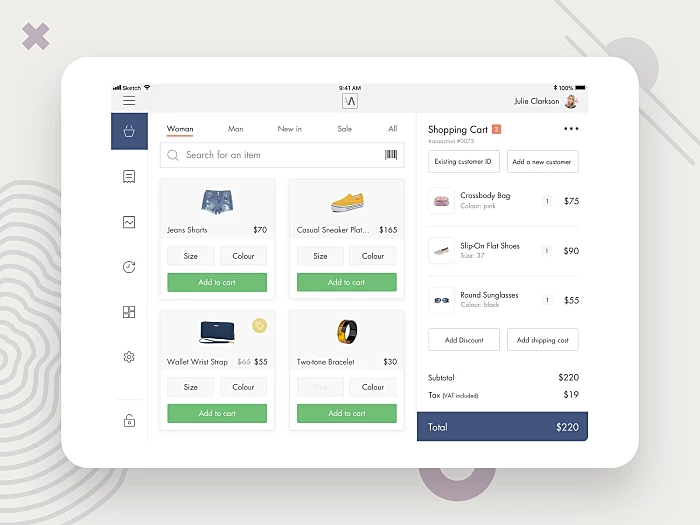 Sketch
9:41 AM
100%
Julie Clarkson
Woman
Man
New in
Sale
All
Search for an item
Jeans Shorts $70
Size
Colour
Add to cart
Casual Sneaker Plat... $165
Size
Colour
Add to cart
Wallet Wrist Strap $65 $55
Size
Colour
Add to cart
Two-tone Bracelet $30
Colour
Add to cart
Shopping Cart 3
transaction #0073
Existing customer ID
Add a new customer
Crossbody Bag
Colour: pink
1
$75
Slip-On Flat Shoes
Size: 37
1
$90
Round Sunglasses
Colour: black
1
$55
Add Discount
Add shipping cost
Subtotal $220
Tax (VAT included) $19
Total $220